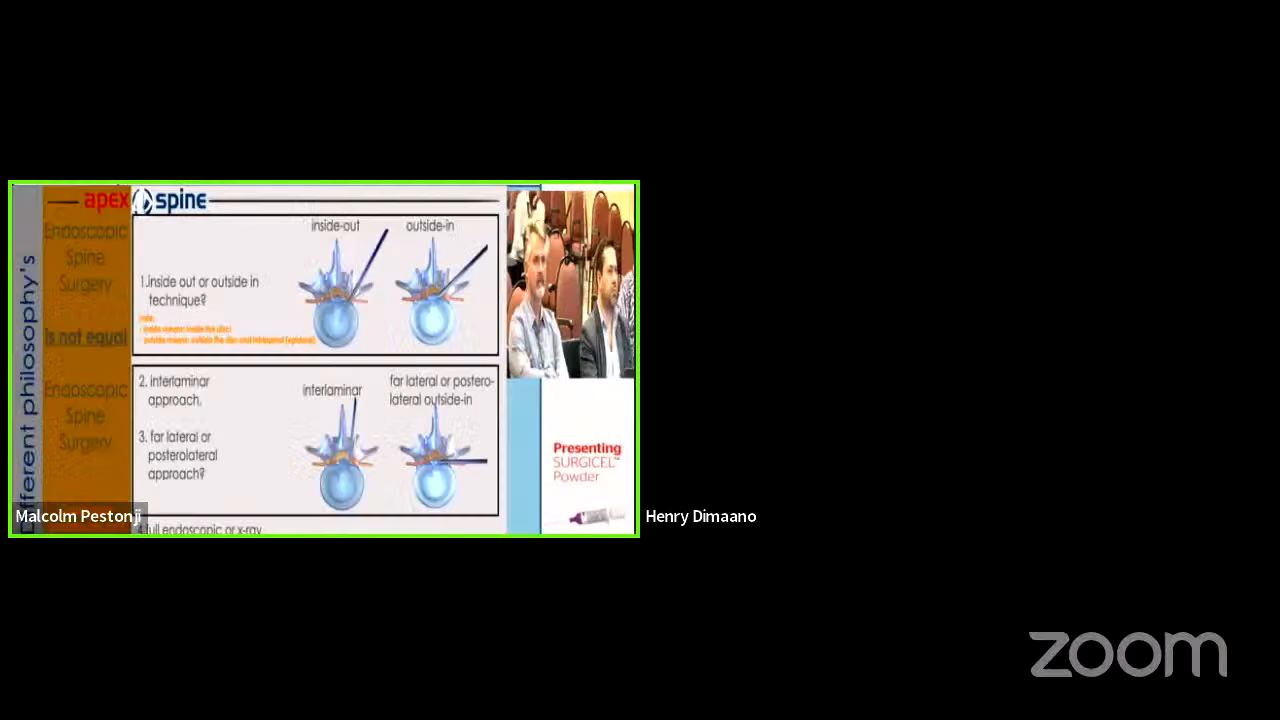 Different philosophy's
Endoscopic
Spine
Surgery
Is not equal
Endoscopic
Spine
Surgery
apex spine
inside-out
outside-in
1.inside out or outside in
technique?
note:
- inside means: inside the disc!
- outside means: outside the disc and intracanal (epidural)
2. interlaminar
approach,
3. far lateral or
posterolateral
approach?
interlaminar
far lateral or postero-
lateral outside-in
4.full endoscopic or x-ray
Presenting
SURGICEL™
Powder
Malcolm Pestonji
Henry Dimaano
zoom